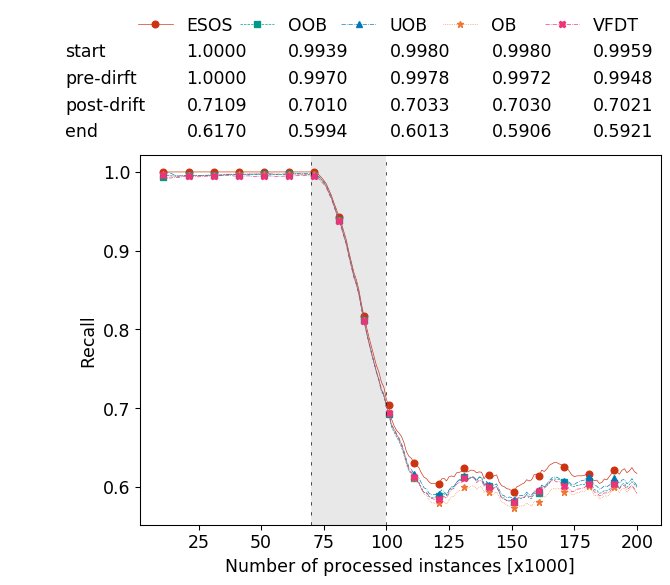 ESOS OOB UOB OB VFDT
start 1.0000 0.9939 0.9980 0.9980 0.9959
pre-dirft 1.0000 0.9970 0.9978 0.9972 0.9948
post-drift 0.7109 0.7010 0.7033 0.7030 0.7021
end 0.6170 0.5994 0.6013 0.5906 0.5921
1.0
0.9
0.8
0.7
0.6
Recall
25 50 75 100 125 150 175 200
Number of processed instances [x1000]